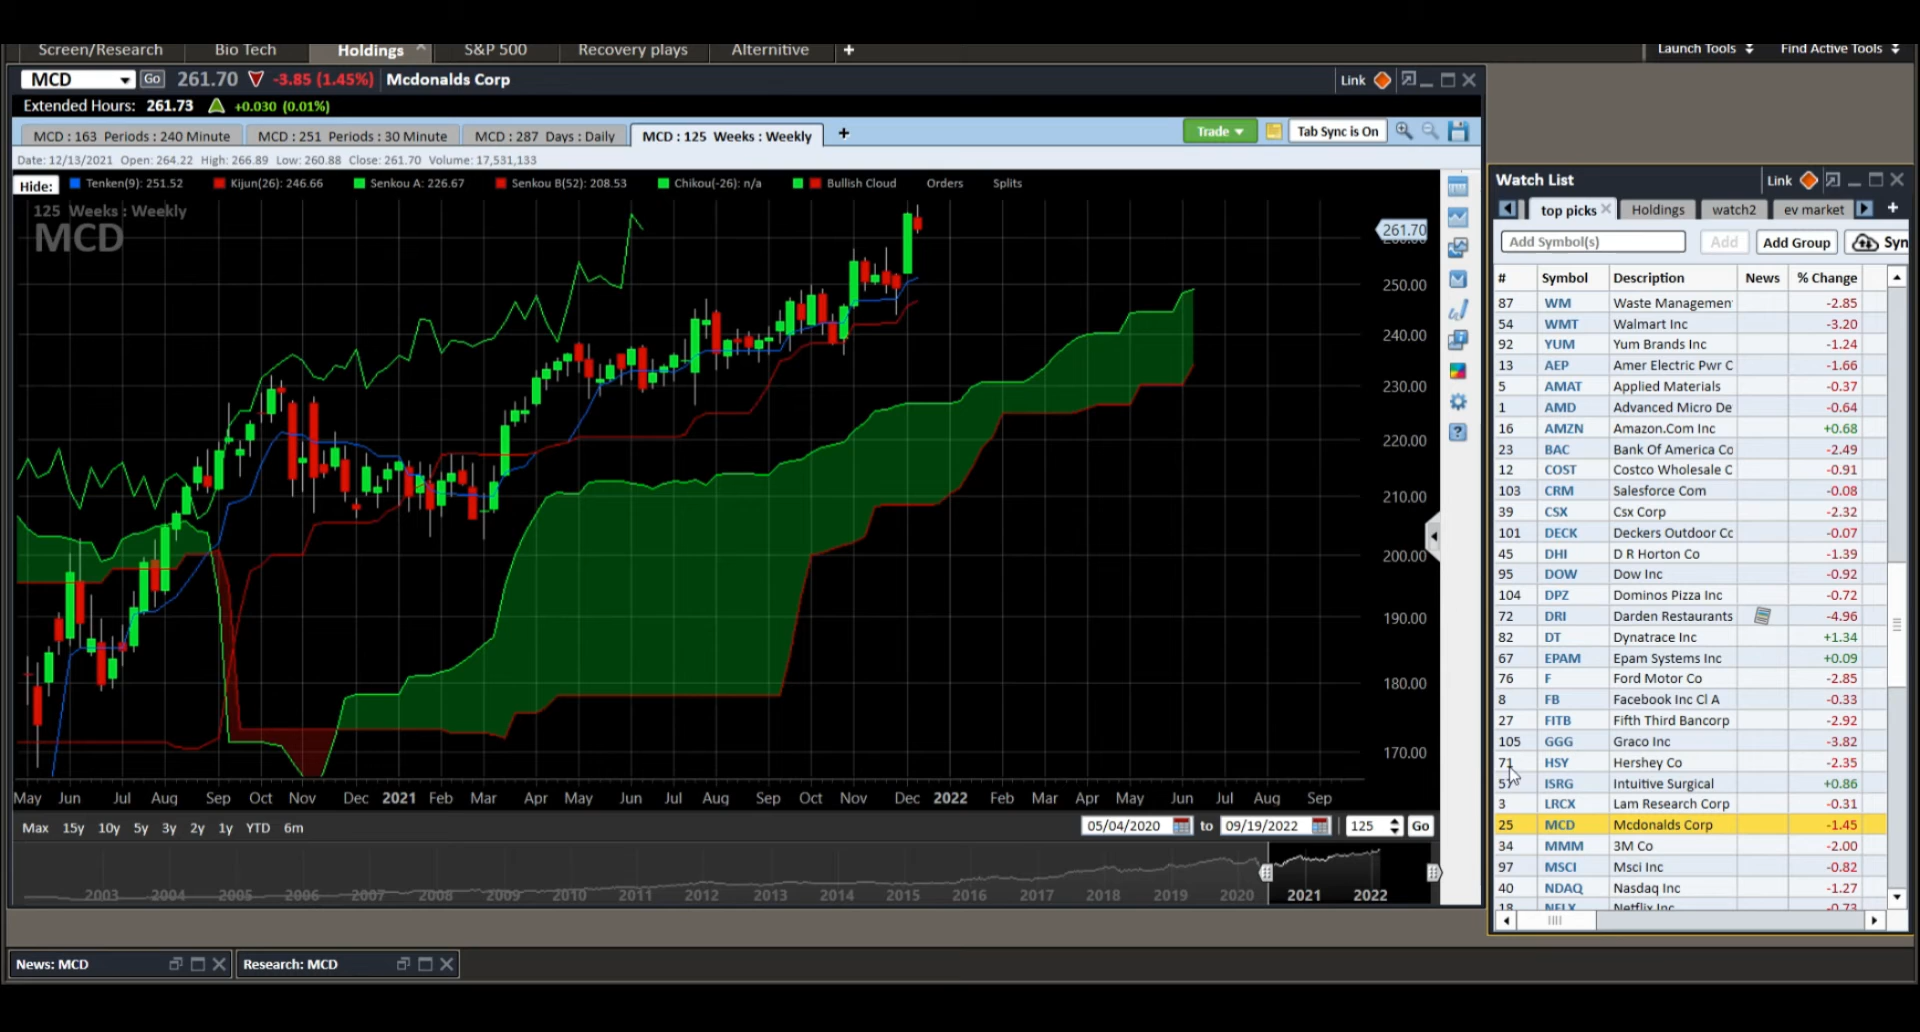 Screen/Research Bio Tech Holdings S&P 500 Recovery plays Alternitive + Launch Tools Find Active Tools
MCD Go 261.70 -3.85 (1.45%) Mcdonalds Corp Link
Extended Hours: 261.73 +0.030 (0.01%)
MCD : 163 Periods : 240 Minute MCD : 251 Periods : 30 Minute MCD : 287 Days : Daily MCD : 125 Weeks : Weekly + Trade Tab Sync is On
Date: 12/13/2021 Open: 264.22 High: 266.89 Low: 260.88 Close: 261.70 Volume: 17,531,133
Hide: Tenken(9): 251.52 Kijun(26): 246.66 Senkou A: 226.67 Senkou B(52): 208.53 Chikou(-26): n/a Bullish Cloud Orders Splits
125 Weeks : Weekly
MCD
261.70
250.00
240.00
230.00
220.00
210.00
200.00
190.00
180.00
170.00
May Jun Jul Aug Sep Oct Nov Dec 2021 Feb Mar Apr May Jun Jul Aug Sep Oct Nov Dec 2022 Feb Mar Apr May Jun Jul Aug Sep
Max 15y 10y 5y 3y 2y 1y YTD 6m 05/04/2020 to 09/19/2022 125 Go
2003 2004 2005 2006 2007 2008 2009 2010 2011 2012 2013 2014 2015 2016 2017 2018 2019 2020 2021 2022
Watch List Link
top picks Holdings watch2 ev market +
Add Symbol(s) Add Add Group Syn
# Symbol Description News % Change
87 WM Waste Managemen -2.85
54 WMT Walmart Inc -3.20
92 YUM Yum Brands Inc -1.24
13 AEP Amer Electric Pwr C -1.66
5 AMAT Applied Materials -0.37
1 AMD Advanced Micro De -0.64
16 AMZN Amazon.Com Inc +0.68
23 BAC Bank Of America Co -2.49
12 COST Costco Wholesale C -0.91
103 CRM Salesforce Com -0.08
39 CSX Csx Corp -2.32
101 DECK Deckers Outdoor Cc -0.07
45 DHI D R Horton Co -1.39
95 DOW Dow Inc -0.92
104 DPZ Dominos Pizza Inc -0.72
72 DRI Darden Restaurants -4.96
82 DT Dynatrace Inc +1.34
67 EPAM Epam Systems Inc +0.09
76 F Ford Motor Co -2.85
8 FB Facebook Inc Cl A -0.33
27 FITB Fifth Third Bancorp -2.92
105 GGG Graco Inc -3.82
71 HSY Hershey Co -2.35
ISRG Intuitive Surgical +0.86
3 LRCX Lam Research Corp -0.31
25 MCD Mcdonalds Corp -1.45
34 MMM 3M Co -2.00
97 MSCI Msci Inc -0.82
40 NDAQ Nasdaq Inc -1.27
18 NFLX Netflix Inc -0.73
News: MCD Research: MCD